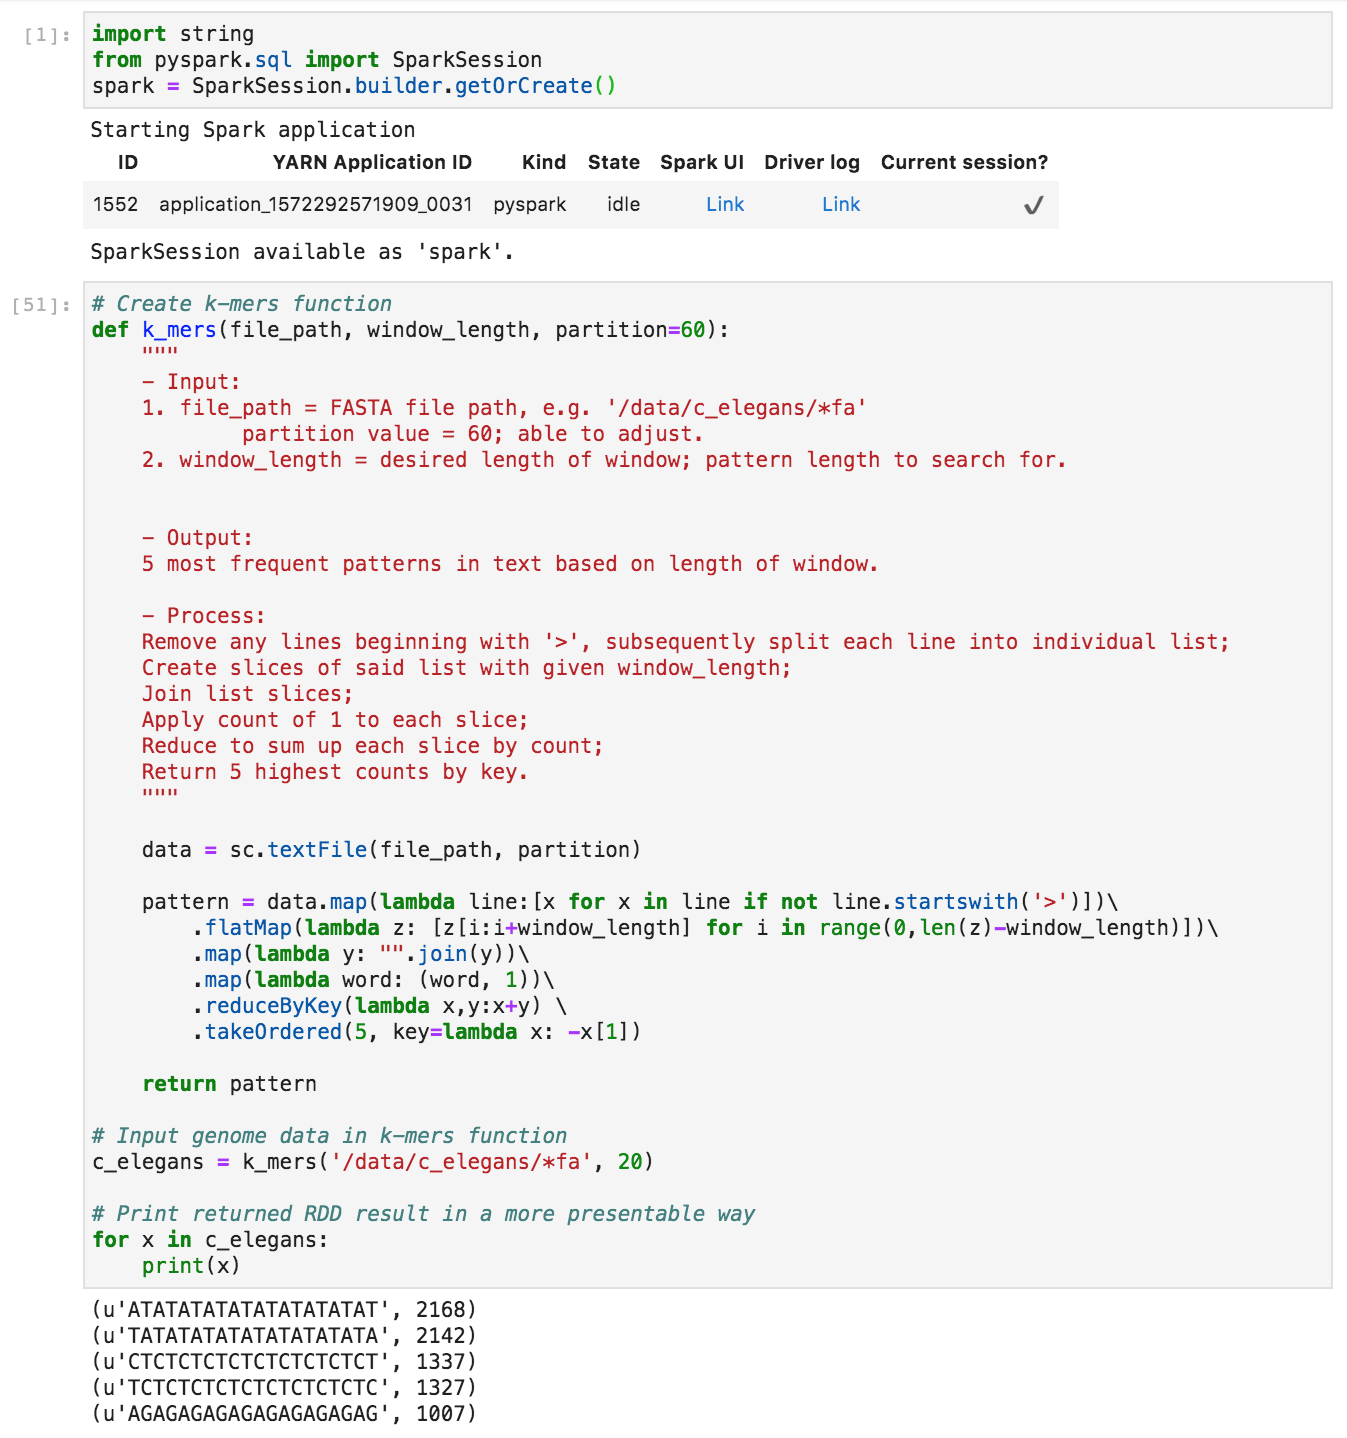 [1]:
import string
from pyspark.sql import SparkSession
spark = SparkSession.builder.getOrCreate()
Starting Spark application
ID YARN Application ID Kind State Spark UI Driver log Current session?
1552 application_1572292571909_0031 pyspark idle Link Link ✓
SparkSession available as 'spark'.
[51]:
# Create k-mers function
def k_mers(file_path, window_length, partition=60):
    """
    - Input:
    1. file_path = FASTA file path, e.g. '/data/c_elegans/*fa'
            partition value = 60; able to adjust.
    2. window_length = desired length of window; pattern length to search for.
    - Output:
    5 most frequent patterns in text based on length of window.
    - Process:
    Remove any lines beginning with '>', subsequently split each line into individual list;
    Create slices of said list with given window_length;
    Join list slices;
    Apply count of 1 to each slice;
    Reduce to sum up each slice by count;
    Return 5 highest counts by key.
    """
    data = sc.textFile(file_path, partition)
    pattern = data.map(lambda line:[x for x in line if not line.startswith('>')])\
        .flatMap(lambda z: [z[i:i+window_length] for i in range(0,len(z)-window_length)])\
        .map(lambda y: "".join(y))\
        .map(lambda word: (word, 1))\
        .reduceByKey(lambda x,y:x+y) \
        .takeOrdered(5, key=lambda x: -x[1])
    return pattern
# Input genome data in k-mers function
c_elegans = k_mers('/data/c_elegans/*fa', 20)
# Print returned RDD result in a more presentable way
for x in c_elegans:
    print(x)
(u'ATATATATATATATATATAT', 2168)
(u'TATATATATATATATATATA', 2142)
(u'CTCTCTCTCTCTCTCTCTCT', 1337)
(u'TCTCTCTCTCTCTCTCTCTC', 1327)
(u'AGAGAGAGAGAGAGAGAGAG', 1007)